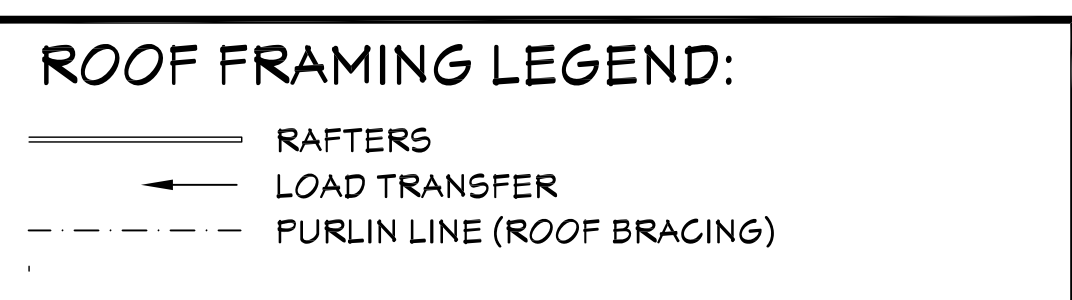 ROOF FRAMING LEGEND:
RAFTERS
LOAD TRANSFER
PURLIN LINE (ROOF BRACING)